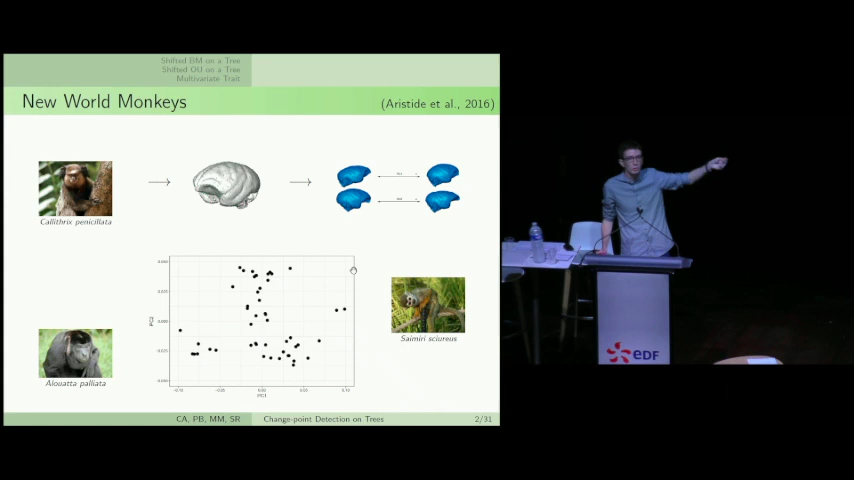 Shifted BM on a Tree
Shifted OU on a Tree
Multivariate Trait
New World Monkeys
(Aristide et al., 2016)
Callithrix penicillata
Saimiri sciureus
Alouatta palliata
PC2
PC1
CA, PB, MM, SR
Change-point Detection on Trees
2/31
eDF